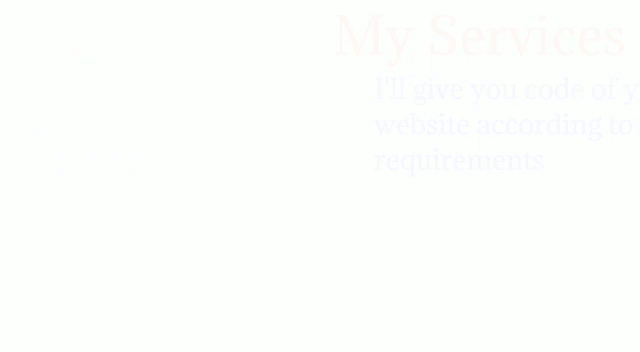 My Services
I'll give you code of y
website according to
requirements